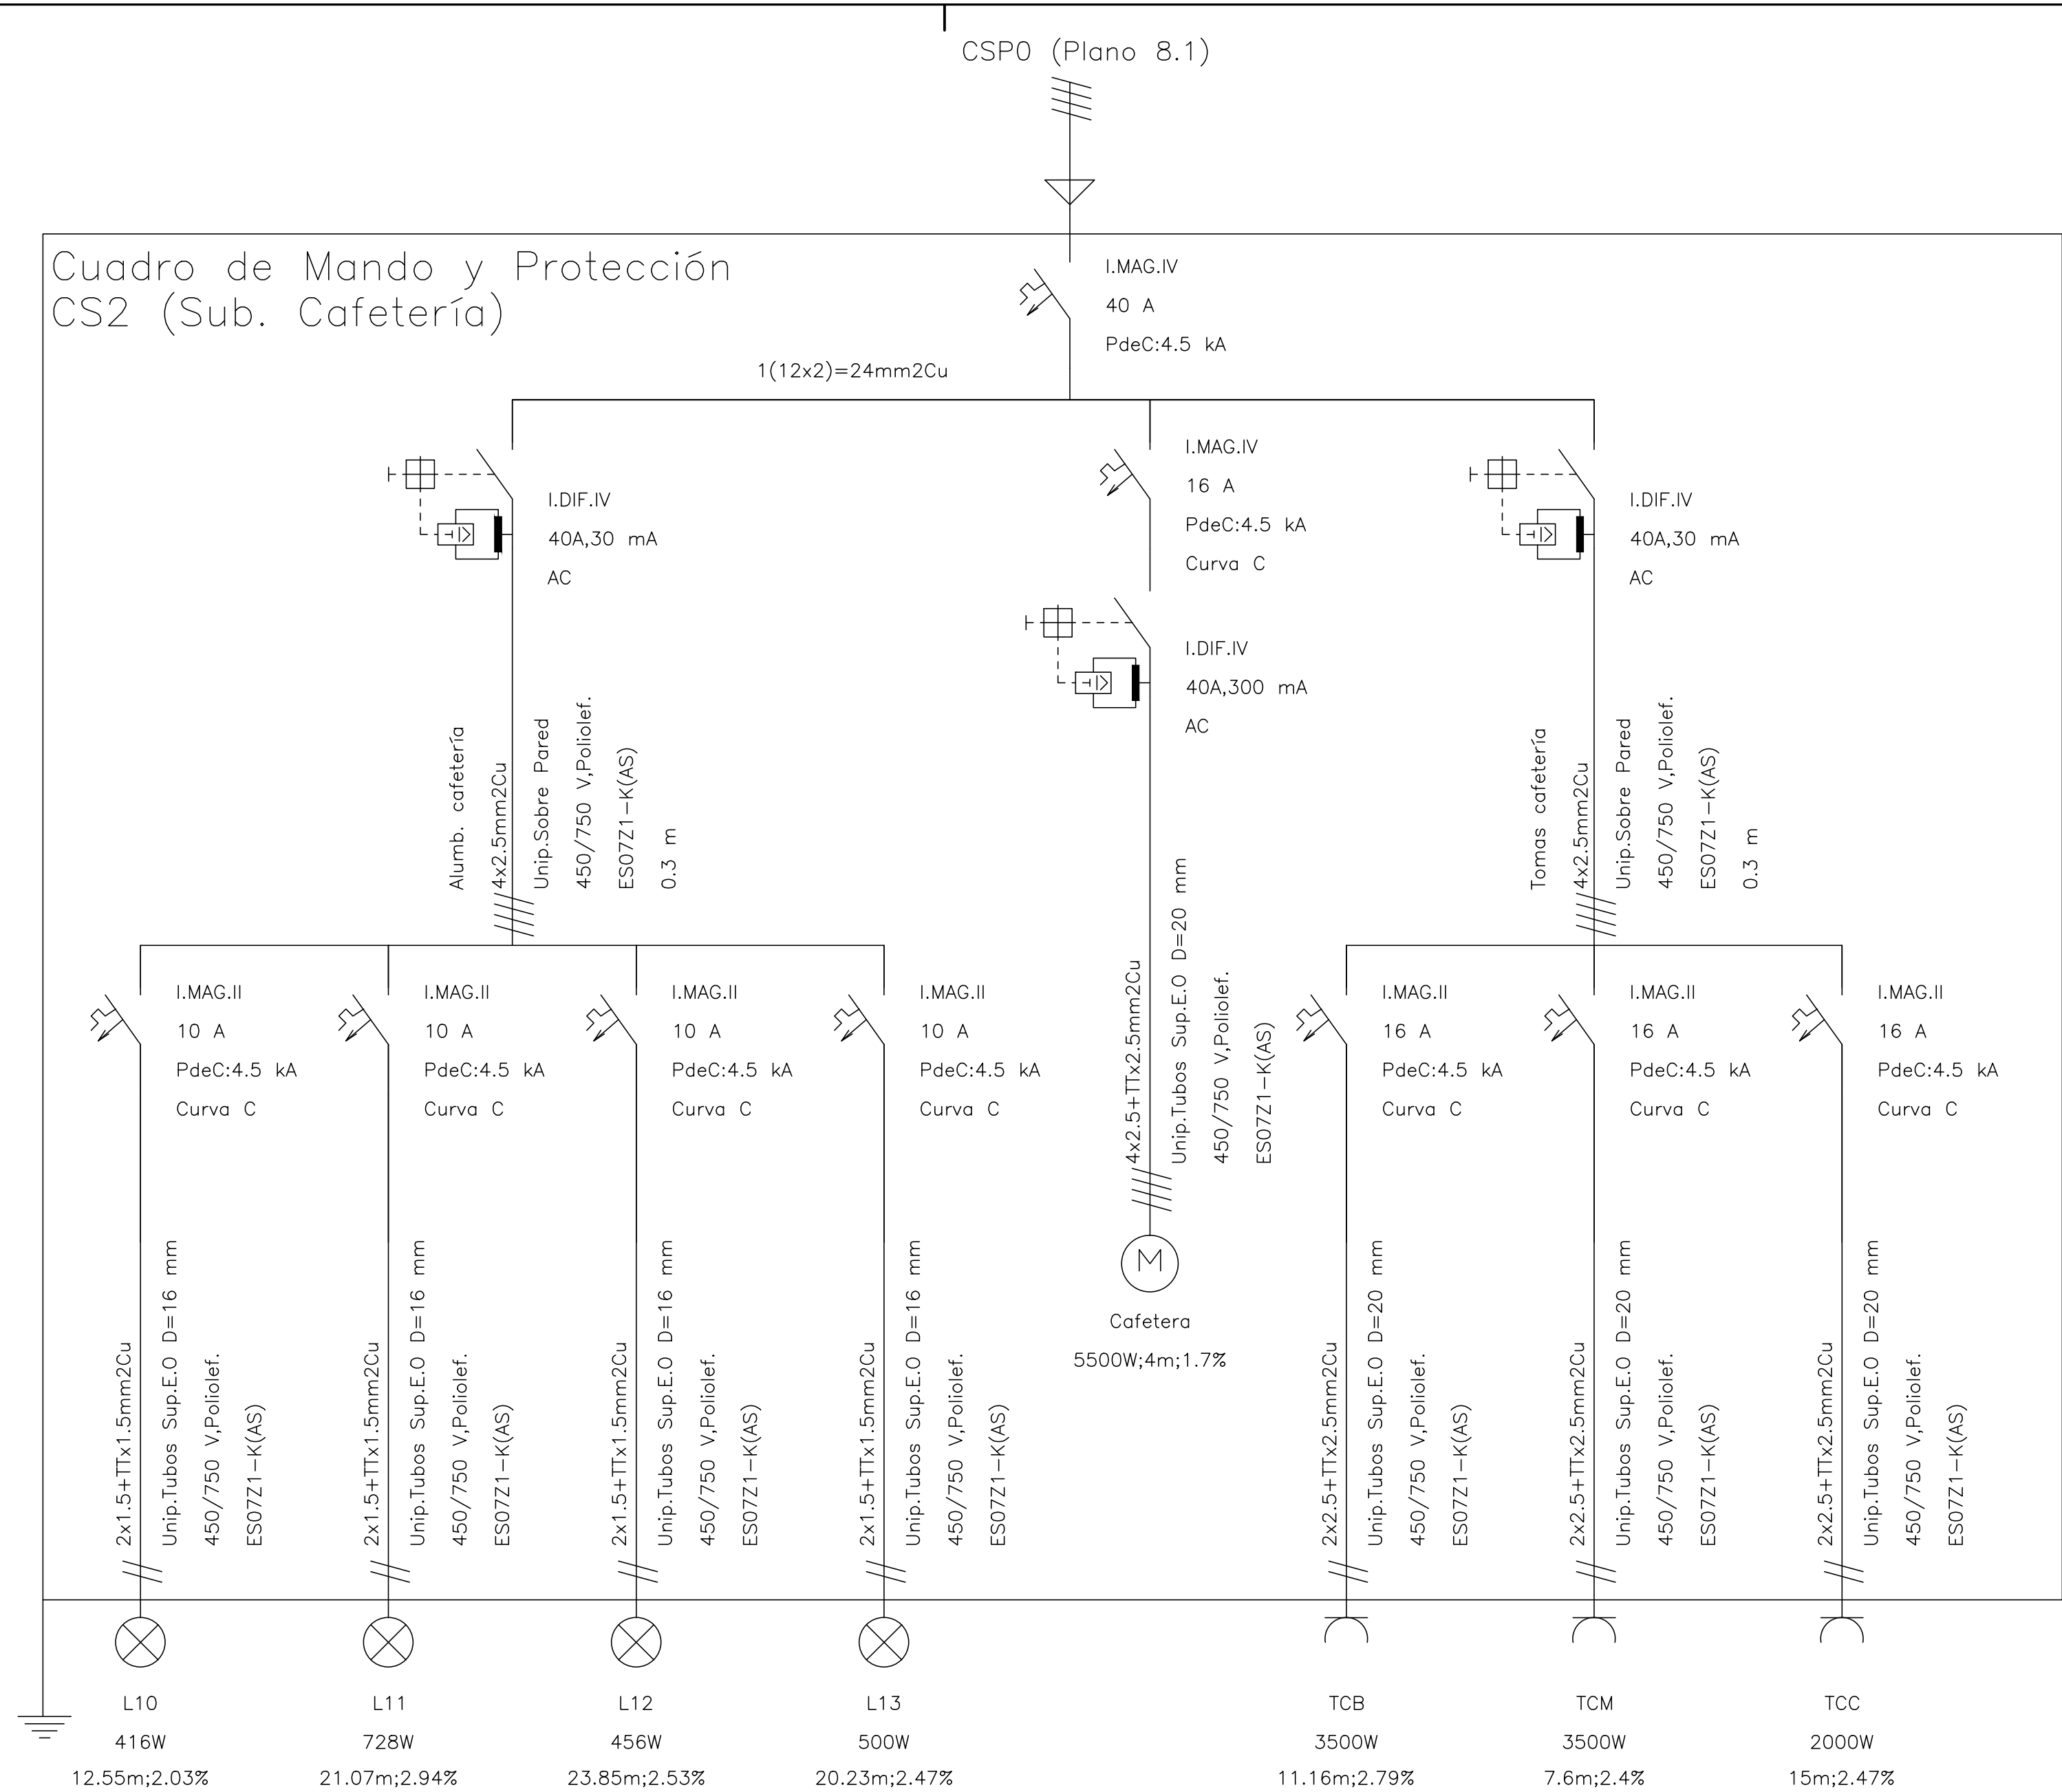 CSP0 (Plano 8.1)
Cuadro de Mando y Protección
CS2 (Sub. Cafetería)
I.MAG.IV
40 A
PdeC:4.5 kA
1(12x2)=24mm2Cu
I.DIF.IV
40A,30 mA
AC
I.MAG.IV
16 A
PdeC:4.5 kA
Curva C
I.DIF.IV
40A,300 mA
AC
I.DIF.IV
40A,30 mA
AC
Alumb. cafetería
4x2.5mm2Cu
Unip.Sobre Pared
450/750 V,Poliolef.
ES07Z1-K(AS)
0.3 m
4x2.5+TTx2.5mm2Cu
Unip.Tubos Sup.E.O D=20 mm
450/750 V,Poliolef.
ES07Z1-K(AS)
Tomas cafetería
4x2.5mm2Cu
Unip.Sobre Pared
450/750 V,Poliolef.
ES07Z1-K(AS)
0.3 m
I.MAG.II
10 A
PdeC:4.5 kA
Curva C
I.MAG.II
10 A
PdeC:4.5 kA
Curva C
I.MAG.II
10 A
PdeC:4.5 kA
Curva C
I.MAG.II
10 A
PdeC:4.5 kA
Curva C
M
Cafetera
5500W;4m;1.7%
I.MAG.II
16 A
PdeC:4.5 kA
Curva C
I.MAG.II
16 A
PdeC:4.5 kA
Curva C
I.MAG.II
16 A
PdeC:4.5 kA
Curva C
2x1.5+TTx1.5mm2Cu
Unip.Tubos Sup.E.O D=16 mm
450/750 V,Poliolef.
ES07Z1-K(AS)
2x1.5+TTx1.5mm2Cu
Unip.Tubos Sup.E.O D=16 mm
450/750 V,Poliolef.
ES07Z1-K(AS)
2x1.5+TTx1.5mm2Cu
Unip.Tubos Sup.E.O D=16 mm
450/750 V,Poliolef.
ES07Z1-K(AS)
2x1.5+TTx1.5mm2Cu
Unip.Tubos Sup.E.O D=16 mm
450/750 V,Poliolef.
ES07Z1-K(AS)
2x2.5+TTx2.5mm2Cu
Unip.Tubos Sup.E.O D=20 mm
450/750 V,Poliolef.
ES07Z1-K(AS)
2x2.5+TTx2.5mm2Cu
Unip.Tubos Sup.E.O D=20 mm
450/750 V,Poliolef.
ES07Z1-K(AS)
2x2.5+TTx2.5mm2Cu
Unip.Tubos Sup.E.O D=20 mm
450/750 V,Poliolef.
ES07Z1-K(AS)
L10
416W
12.55m;2.03%
L11
728W
21.07m;2.94%
L12
456W
23.85m;2.53%
L13
500W
20.23m;2.47%
TCB
3500W
11.16m;2.79%
TCM
3500W
7.6m;2.4%
TCC
2000W
15m;2.47%